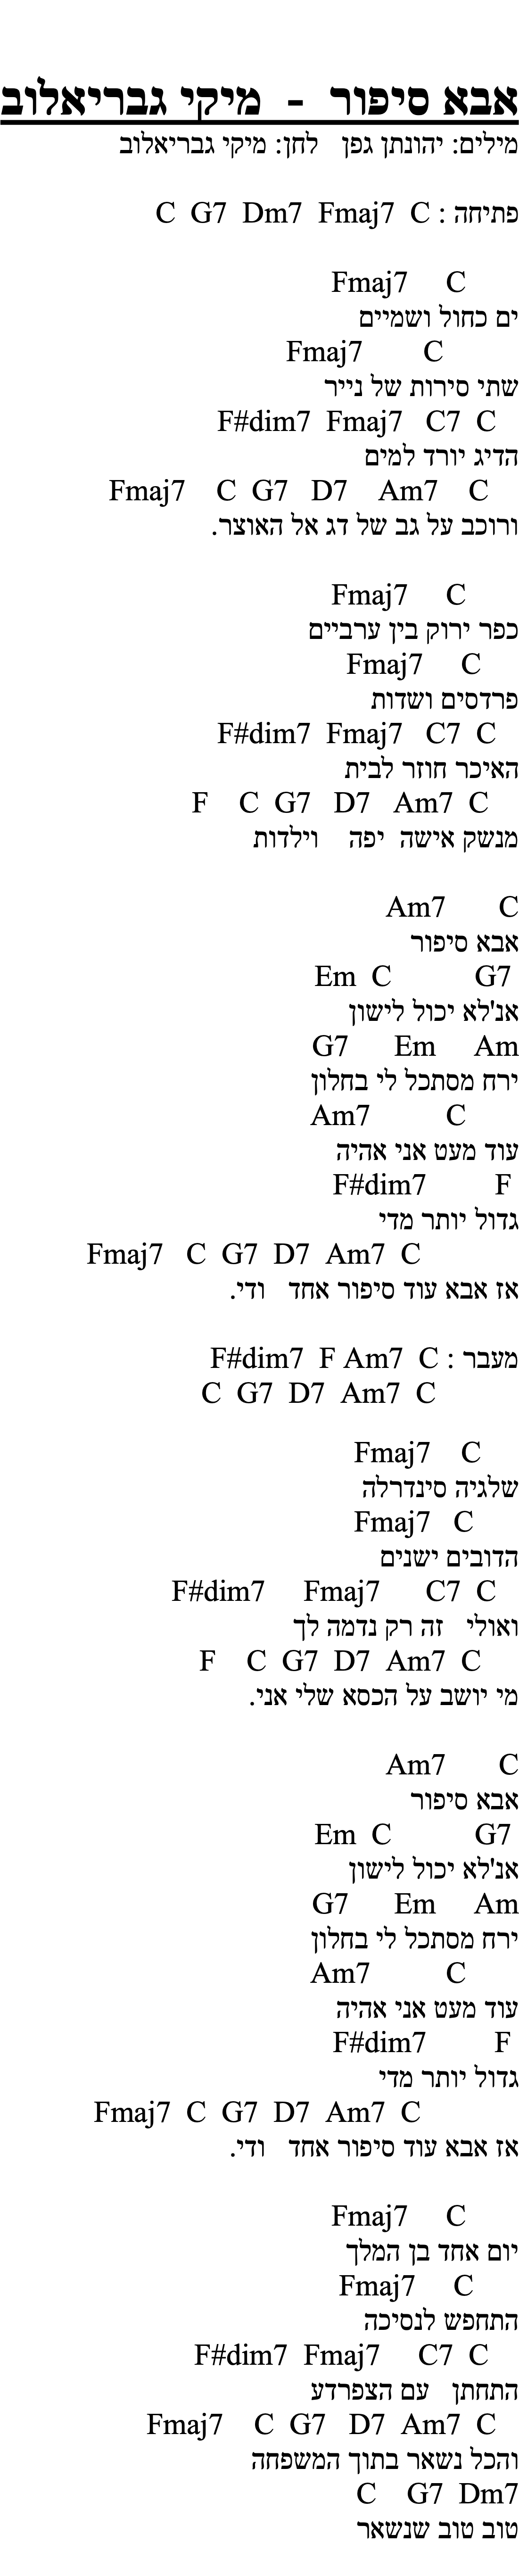 אבא סיפור - מיקי גבריאלוב
מילים: יהונתן גפן לחן: מיקי גבריאלוב
פתיחה : C G7 Dm7 Fmaj7 C
Fmaj7 C
ים כחול ושמיים
Fmaj7 C
שתי סירות של נייר
F#dim7 Fmaj7 C7 C
הדיג יורד למים
Fmaj7 C G7 D7 Am7 C
ורוכב על גב של דג אל האוצר.
Fmaj7 C
כפר ירוק בין ערביים
Fmaj7 C
פרדסים ושדות
F#dim7 Fmaj7 C7 C
האיכר חוזר לבית
F C G7 D7 Am7 C
מנשק אישה יפה וילדות
Am7 C
אבא סיפור
Em C G7
אנ'לא יכול לישון
G7 Em Am
ירח מסתכל לי בחלון
Am7 C
עוד מעט אני אהיה
F#dim7 F
גדול יותר מדי
Fmaj7 C G7 D7 Am7 C
אז אבא עוד סיפור אחד ודי.
מעבר : F#dim7 F Am7 C
C G7 D7 Am7 C
Fmaj7 C
שלגיה סינדרלה
Fmaj7 C
הדובים ישנים
F#dim7 Fmaj7 C7 C
ואולי זה רק נדמה לך
F C G7 D7 Am7 C
מי יושב על הכסא שלי אני.
Am7 C
אבא סיפור
Em C G7
אנ'לא יכול לישון
G7 Em Am
ירח מסתכל לי בחלון
Am7 C
עוד מעט אני אהיה
F#dim7 F
גדול יותר מדי
Fmaj7 C G7 D7 Am7 C
אז אבא עוד סיפור אחד ודי.
Fmaj7 C
יום אחד בן המלך
Fmaj7 C
התחפש לנסיכה
F#dim7 Fmaj7 C7 C
התחתן עם הצפרדע
Fmaj7 C G7 D7 Am7 C
והכל נשאר בתוך המשפחה
C G7 Dm7
טוב טוב שנשאר